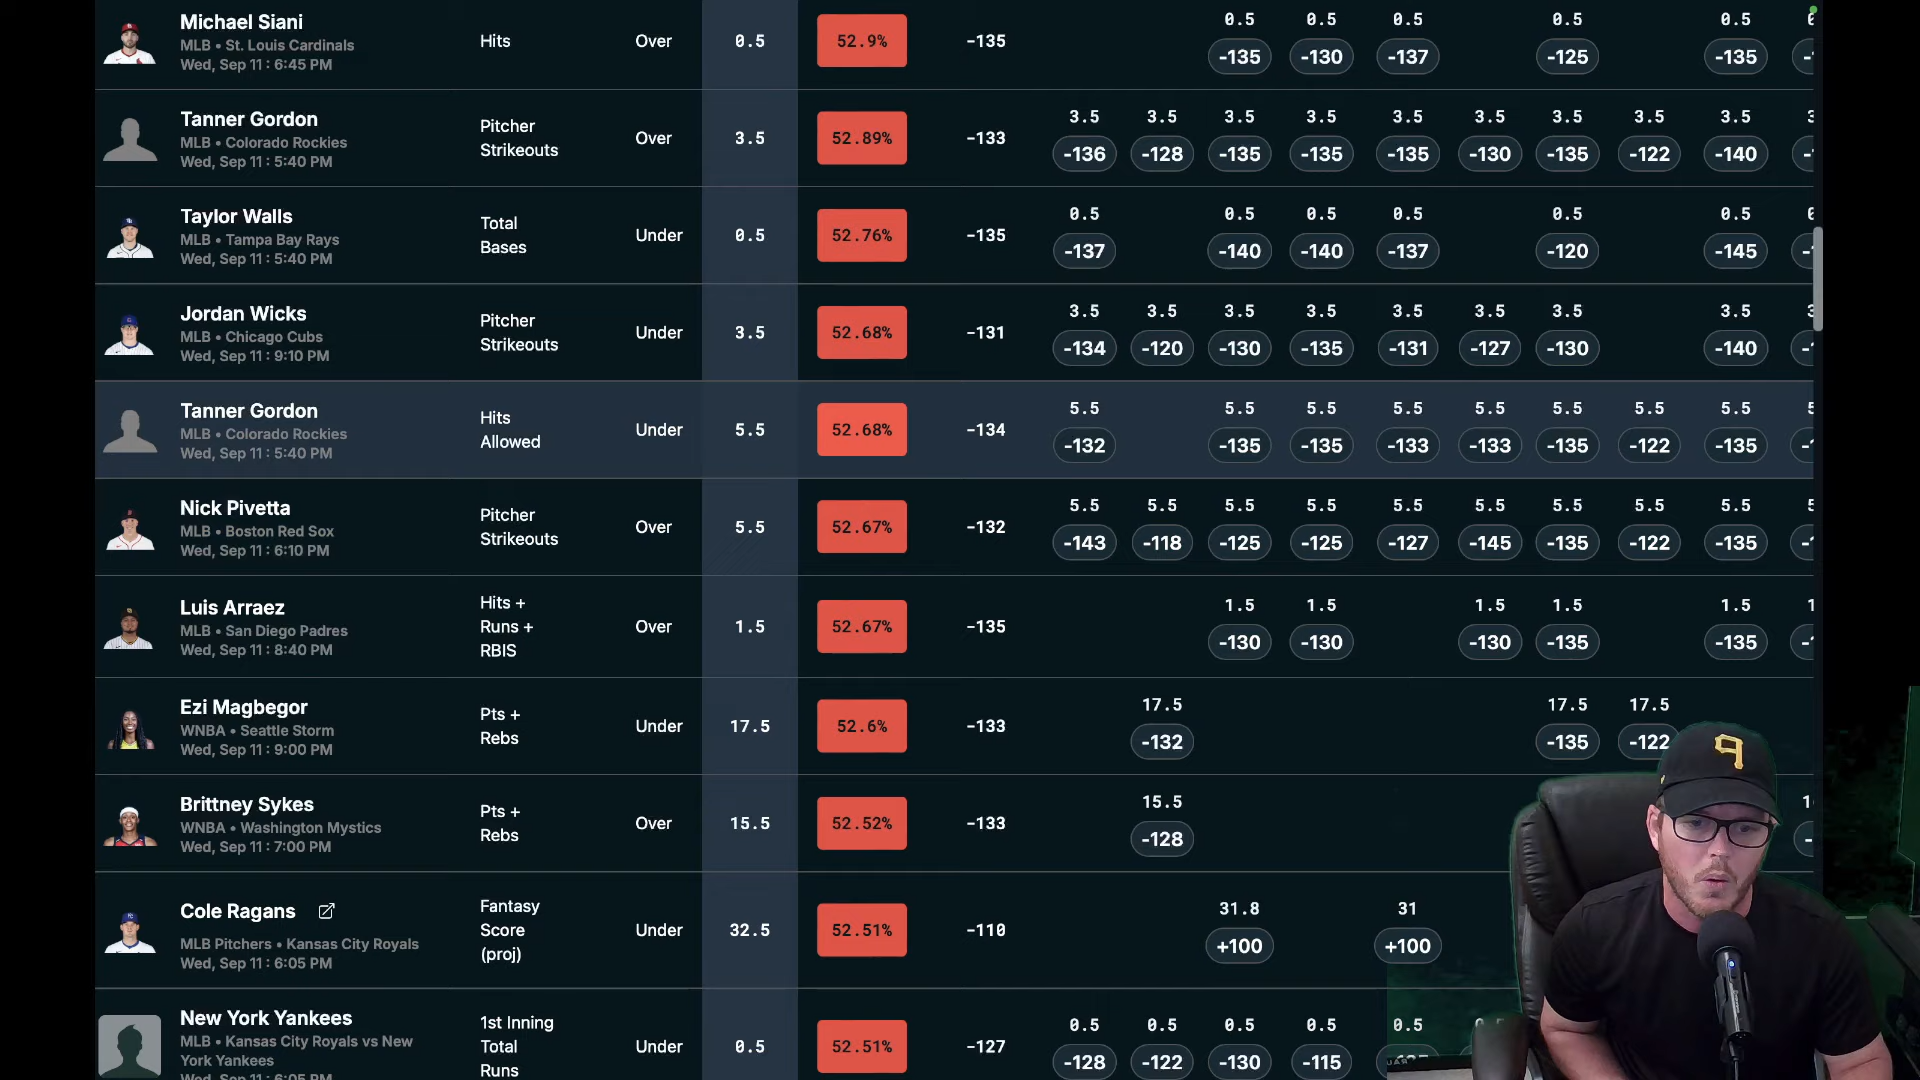 Michael Siani
MLB • St. Louis Cardinals
Wed, Sep 11 : 6:45 PM
Hits
Over
0.5
52.9%
-135
0.5 0.5 0.5 0.5 0.5
-135 -130 -137 -125 -135
Tanner Gordon
MLB • Colorado Rockies
Wed, Sep 11 : 5:40 PM
Pitcher
Strikeouts
Over
3.5
52.89%
-133
3.5 3.5 3.5 3.5 3.5 3.5 3.5 3.5 3.5
-136 -128 -135 -135 -135 -130 -135 -122 -140
Taylor Walls
MLB • Tampa Bay Rays
Wed, Sep 11 : 5:40 PM
Total
Bases
Under
0.5
52.76%
-135
0.5 0.5 0.5 0.5 0.5 0.5
-137 -140 -140 -137 -120 -145
Jordan Wicks
MLB • Chicago Cubs
Wed, Sep 11 : 9:10 PM
Pitcher
Strikeouts
Under
3.5
52.68%
-131
3.5 3.5 3.5 3.5 3.5 3.5 3.5 3.5
-134 -120 -130 -135 -131 -127 -130 -140
Tanner Gordon
MLB • Colorado Rockies
Wed, Sep 11 : 5:40 PM
Hits
Allowed
Under
5.5
52.68%
-134
5.5 5.5 5.5 5.5 5.5 5.5 5.5 5.5
-132 -135 -135 -133 -133 -135 -122 -135
Nick Pivetta
MLB • Boston Red Sox
Wed, Sep 11 : 6:10 PM
Pitcher
Strikeouts
Over
5.5
52.67%
-132
5.5 5.5 5.5 5.5 5.5 5.5 5.5 5.5 5.5
-143 -118 -125 -125 -127 -145 -135 -122 -135
Luis Arraez
MLB • San Diego Padres
Wed, Sep 11 : 8:40 PM
Hits +
Runs +
RBIS
Over
1.5
52.67%
-135
1.5 1.5 1.5 1.5 1.5
-130 -130 -130 -135 -135
Ezi Magbegor
WNBA • Seattle Storm
Wed, Sep 11 : 9:00 PM
Pts +
Rebs
Under
17.5
52.6%
-133
17.5 17.5 17.5
-132 -135 -122
Brittney Sykes
WNBA • Washington Mystics
Wed, Sep 11 : 7:00 PM
Pts +
Rebs
Over
15.5
52.52%
-133
15.5
-128
Cole Ragans
MLB Pitchers • Kansas City Royals
Wed, Sep 11 : 6:05 PM
Fantasy
Score
(proj)
Under
32.5
52.51%
-110
31.8 31
+100 +100
New York Yankees
MLB • Kansas City Royals vs New
York Yankees
Wed, Sep 11 : 6:05 PM
1st Inning
Total
Runs
Under
0.5
52.51%
-127
0.5 0.5 0.5 0.5 0.5
-128 -122 -130 -115